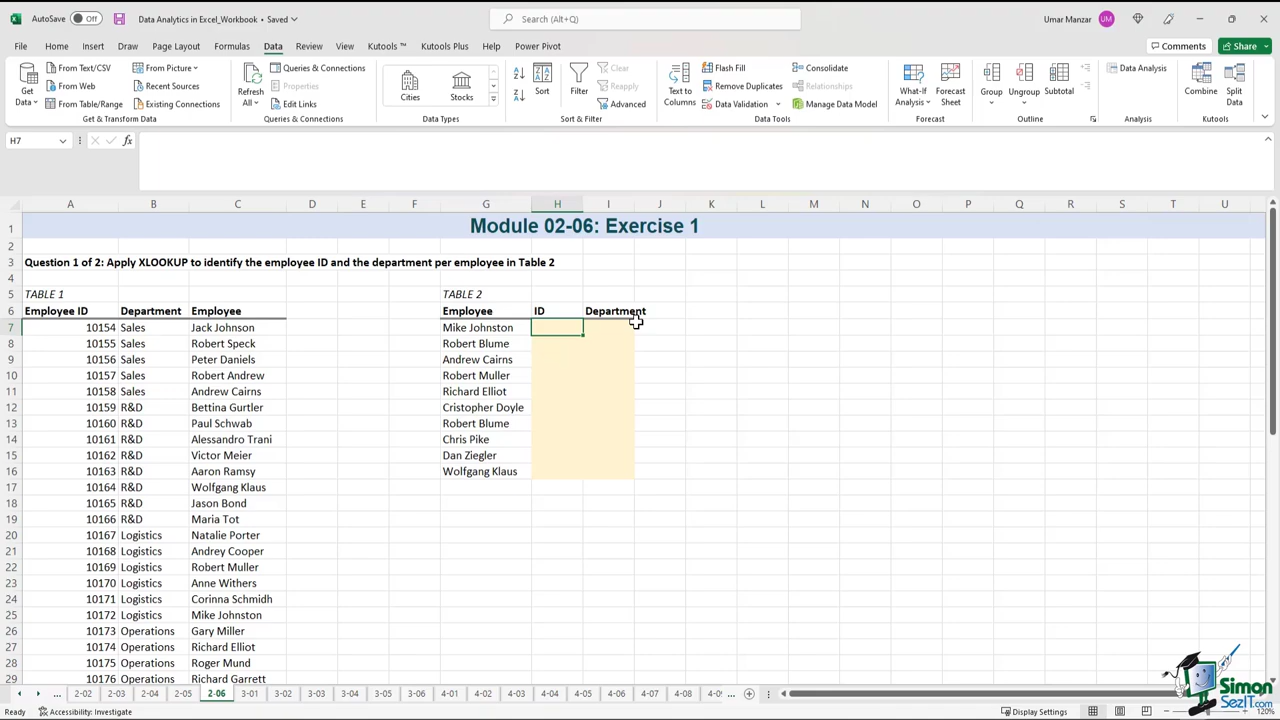 AutoSave Off Data Analytics in Excel_Workbook • Saved Search (Alt+Q) Umar Manzar UM
File Home Insert Draw Page Layout Formulas Data Review View Kutools ™ Kutools Plus Help Power Pivot Comments Share
Get Data From Text/CSV From Web From Table/Range From Picture Recent Sources Existing Connections
Refresh All Queries & Connections Properties Edit Links
Cities Stocks
Sort Filter Clear Reapply Advanced
Text to Columns Flash Fill Remove Duplicates Data Validation Consolidate Relationships Manage Data Model
What-If Analysis Forecast Sheet
Group Ungroup Subtotal
Data Analysis
Combine Split Data
Get & Transform Data Queries & Connections Data Types Sort & Filter Data Tools Forecast Outline Analysis Kutools
H7 fx
A B C D E F G H I J K L M N O P Q R S T U
1 Module 02-06: Exercise 1
2
3 Question 1 of 2: Apply XLOOKUP to identify the employee ID and the department per employee in Table 2
4
5 TABLE 1 TABLE 2
6 Employee ID Department Employee Employee ID Department
7 10154 Sales Jack Johnson Mike Johnston
8 10155 Sales Robert Speck Robert Blume
9 10156 Sales Peter Daniels Andrew Cairns
10 10157 Sales Robert Andrew Robert Muller
11 10158 Sales Andrew Cairns Richard Elliot
12 10159 R&D Bettina Gurtler Cristopher Doyle
13 10160 R&D Paul Schwab Robert Blume
14 10161 R&D Alessandro Trani Chris Pike
15 10162 R&D Victor Meier Dan Ziegler
16 10163 R&D Aaron Ramsy Wolfgang Klaus
17 10164 R&D Wolfgang Klaus
18 10165 R&D Jason Bond
19 10166 R&D Maria Tot
20 10167 Logistics Natalie Porter
21 10168 Logistics Andrey Cooper
22 10169 Logistics Robert Muller
23 10170 Logistics Anne Withers
24 10171 Logistics Corinna Schmidh
25 10172 Logistics Mike Johnston
26 10173 Operations Gary Miller
27 10174 Operations Richard Elliot
28 10175 Operations Roger Mund
29 10176 Operations Richard Garrett
... 2-02 2-03 2-04 2-05 2-06 3-01 3-02 3-03 3-04 3-05 3-06 4-01 4-02 4-03 4-04 4-05 4-06 4-07 4-08 ...
Ready Accessibility: Investigate Display Settings 120%
Simon SezIT.com